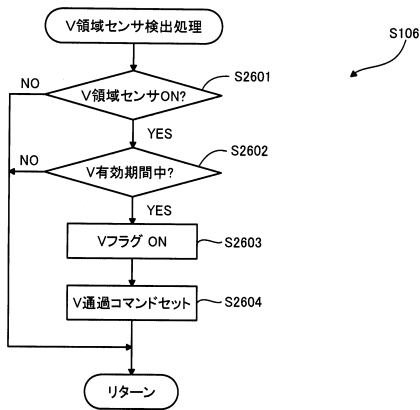 V領域センサ検出処理
S106
S2601
NO
V領域センサON?
YES
S2602
NO
V有効期間中?
YES
VフラグON
S2603
V通過コマンドセット
S2604
リターン